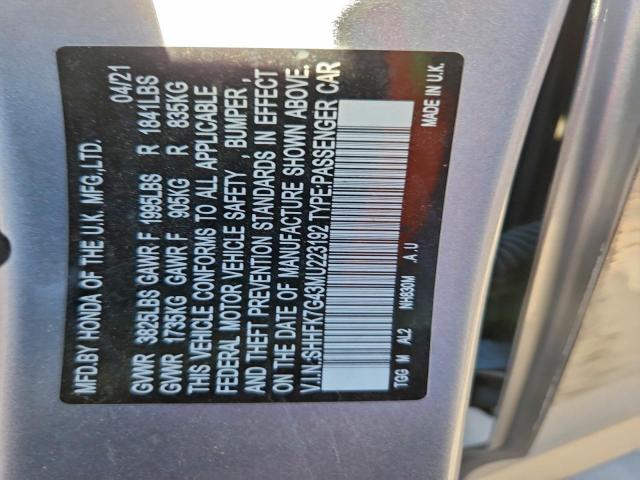 MFD.BY HONDA OF THE U.K. MFG.,LTD. 04/21
GVWR 3825LBS GAWR F 1995LBS R 1841LBS
GVWR 1735KG GAWR F 905KG R 835KG
THIS VEHICLE CONFORMS TO ALL APPLICABLE
FEDERAL MOTOR VEHICLE SAFETY , BUMPER ,
AND THEFT PREVENTION STANDARDS IN EFFECT
ON THE DATE OF MANUFACTURE SHOWN ABOVE.
V.I.N.:SHHFK7G43MU223192 TYPE:PASSENGER CAR
TGG M AL2 NH830M .A.U MADE IN U.K.